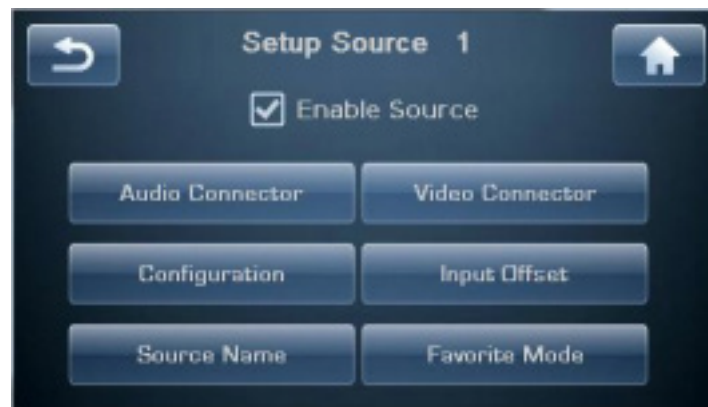 Setup Source 1
Enable Source
Audio Connector
Video Connector
Configuration
Input Offset
Source Name
Favorite Mode